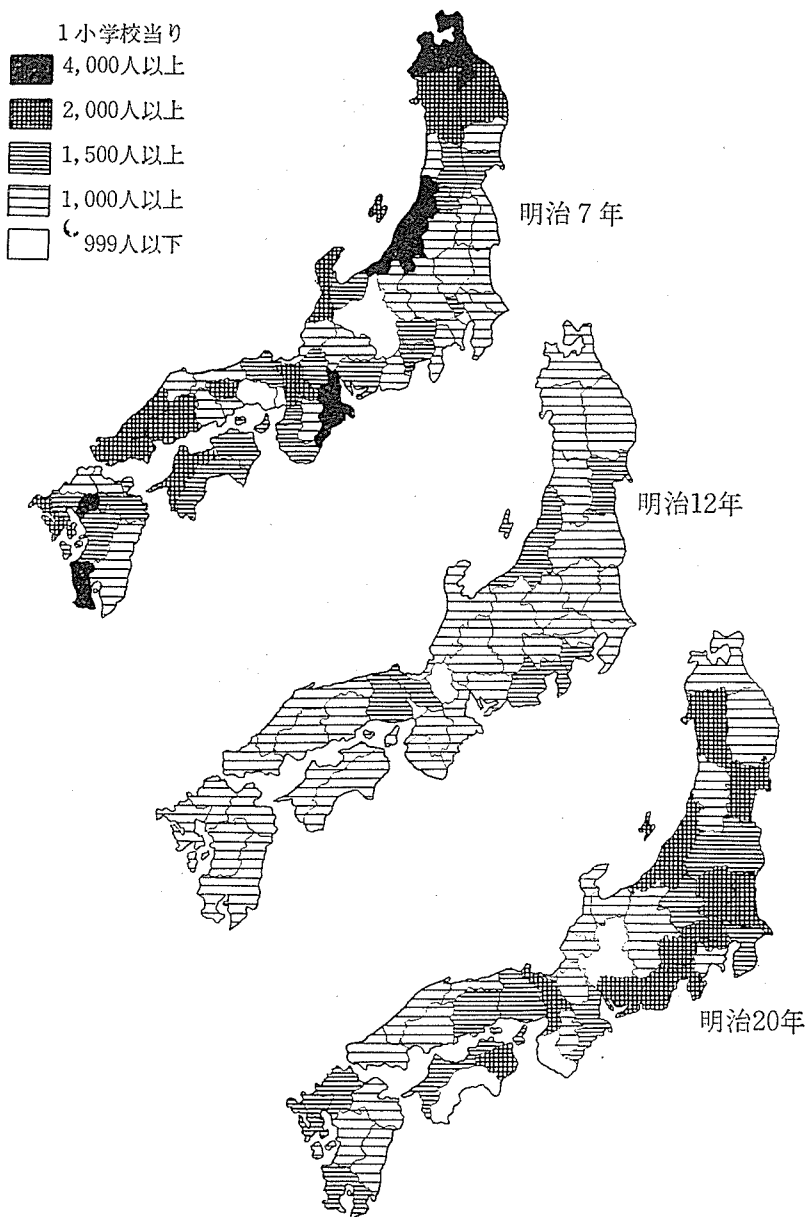 1小学校当り
4,000人以上
2,000人以上
1,500人以上
1,000人以上
999人以下
明治7年
明治12年
明治20年